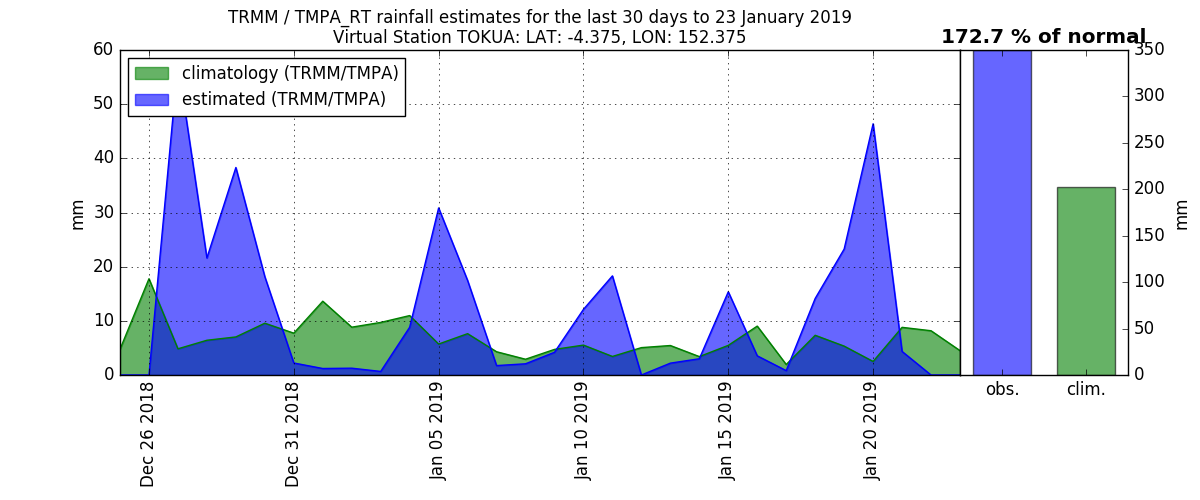 TRMM / TMPA_RT rainfall estimates for the last 30 days to 23 January 2019
Virtual Station TOKUA: LAT: -4.375, LON: 152.375
172.7 % of normal
climatology (TRMM/TMPA)
estimated (TRMM/TMPA)
mm
60
50
40
30
20
10
0
Dec 26 2018
Dec 31 2018
Jan 05 2019
Jan 10 2019
Jan 15 2019
Jan 20 2019
obs.
clim.
350
300
250
200
150
100
50
0
mm